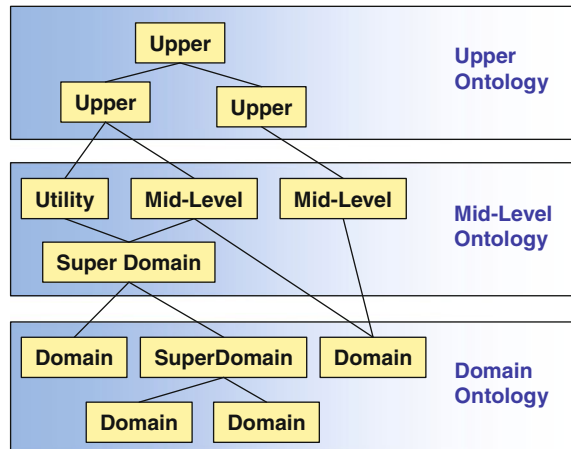 Upper
Upper
Upper
Upper
Ontology
Utility
Mid-Level
Mid-Level
Super Domain
Mid-Level
Ontology
Domain
SuperDomain
Domain
Domain
Domain
Domain
Ontology